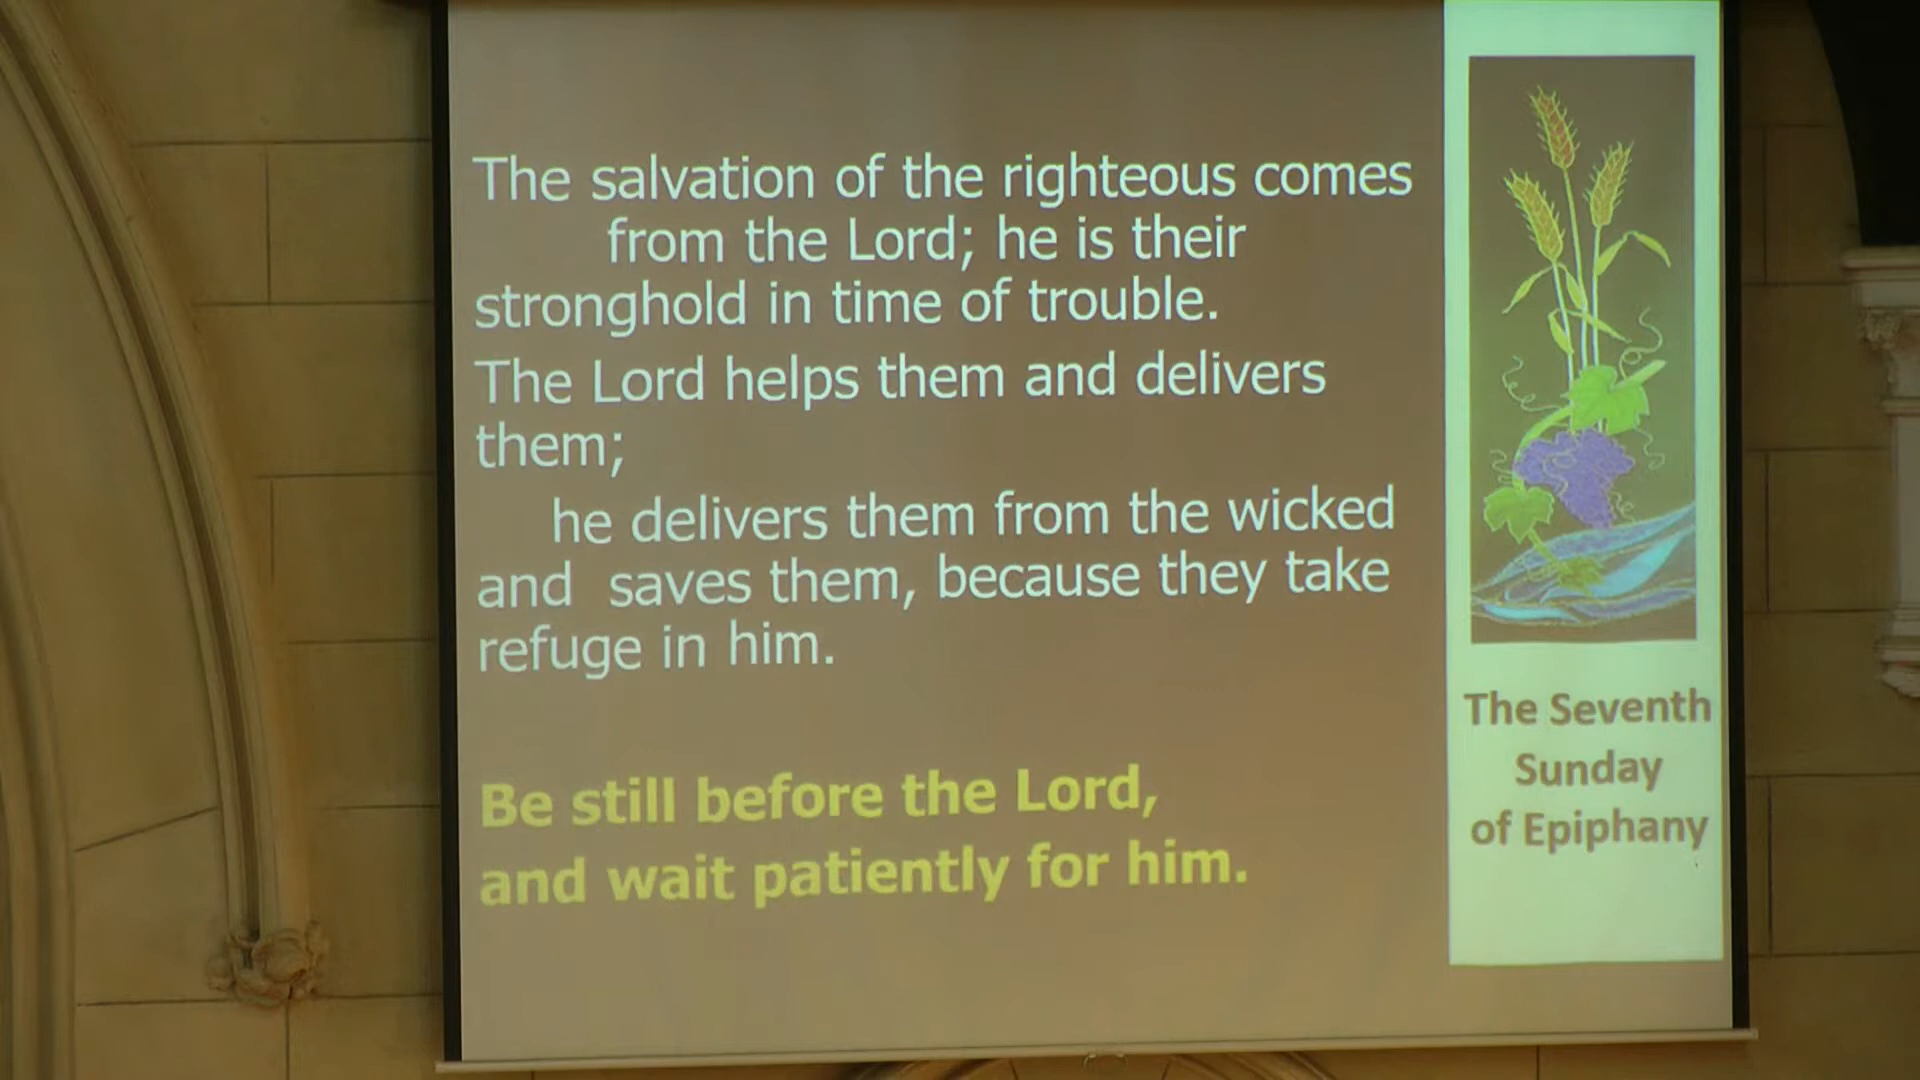 The salvation of the righteous comes
from the Lord; he is their
stronghold in time of trouble.
The Lord helps them and delivers
them;
he delivers them from the wicked
and saves them, because they take
refuge in him.
Be still before the Lord,
and wait patiently for him.
The Seventh
Sunday
of Epiphany